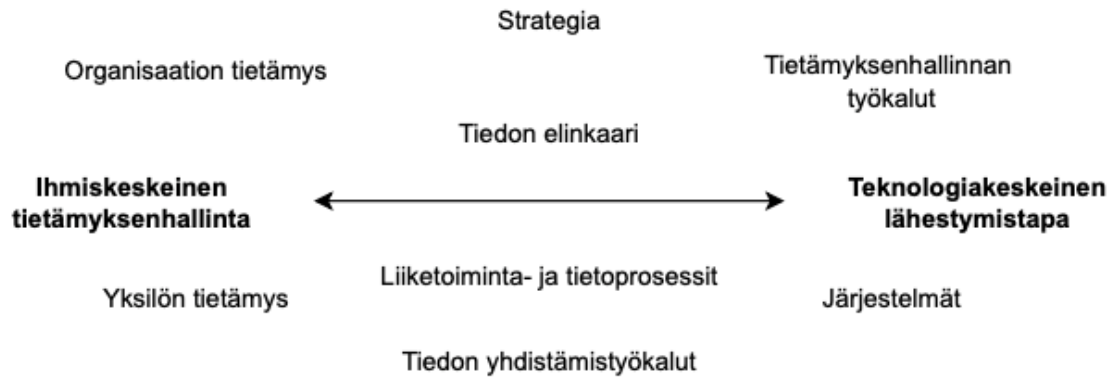 Strategia
Organisaation tietämys
Tietämyksenhallinnan
työkalut
Tiedon elinkaari
Ihmiskeskeinen
tietämyksenhallinta
Teknologiakeskeinen
lähestymistapa
Liiketoiminta- ja tietoprosessit
Yksilön tietämys
Järjestelmät
Tiedon yhdistämistyökalut